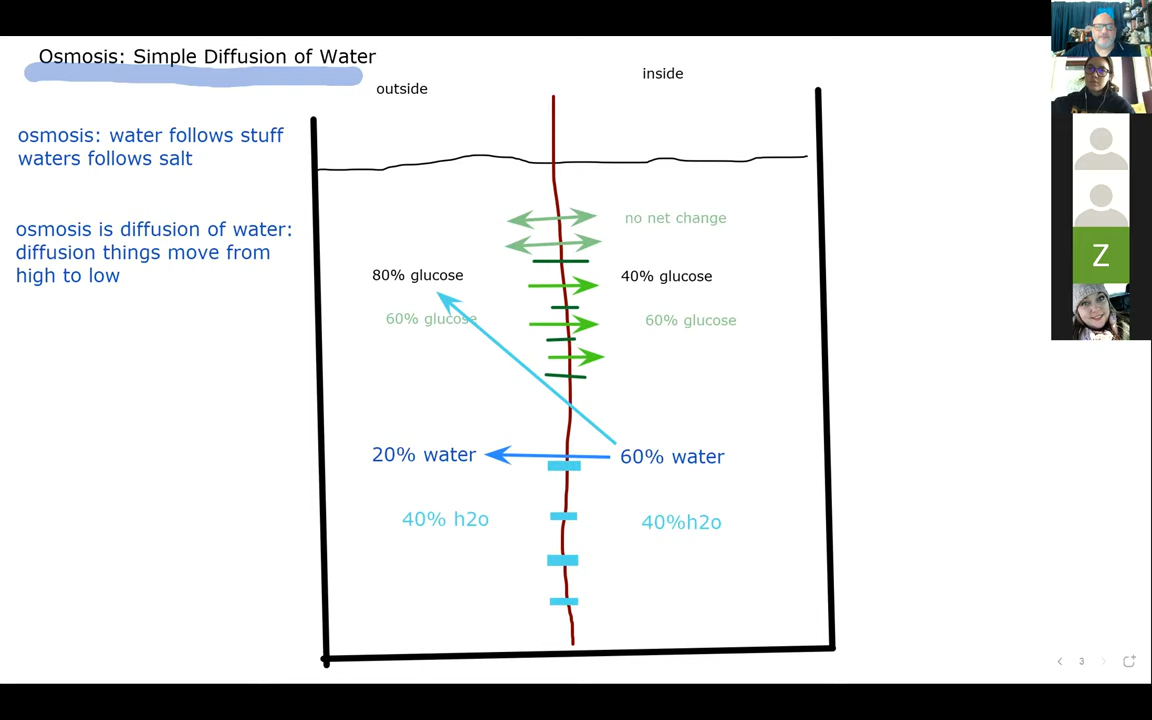 Osmosis: Simple Diffusion of Water
inside
outside
osmosis: water follows stuff
waters follows salt
no net change
osmosis is diffusion of water:
diffusion things move from
high to low
80% glucose
40% glucose
60% glucose
60% glucose
20% water
60% water
40% h2o
40%h2o
Z
3